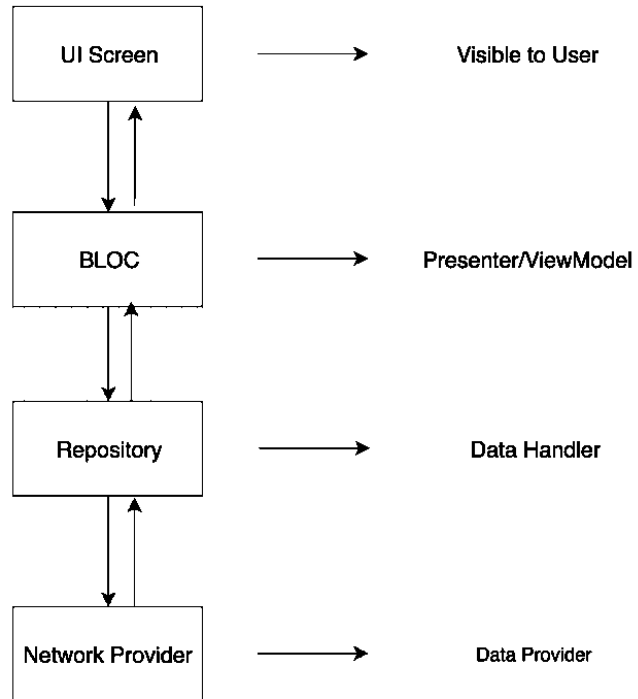 UI Screen
Visible to User
BLOC
Presenter/ViewModel
Repository
Data Handler
Network Provider
Data Provider